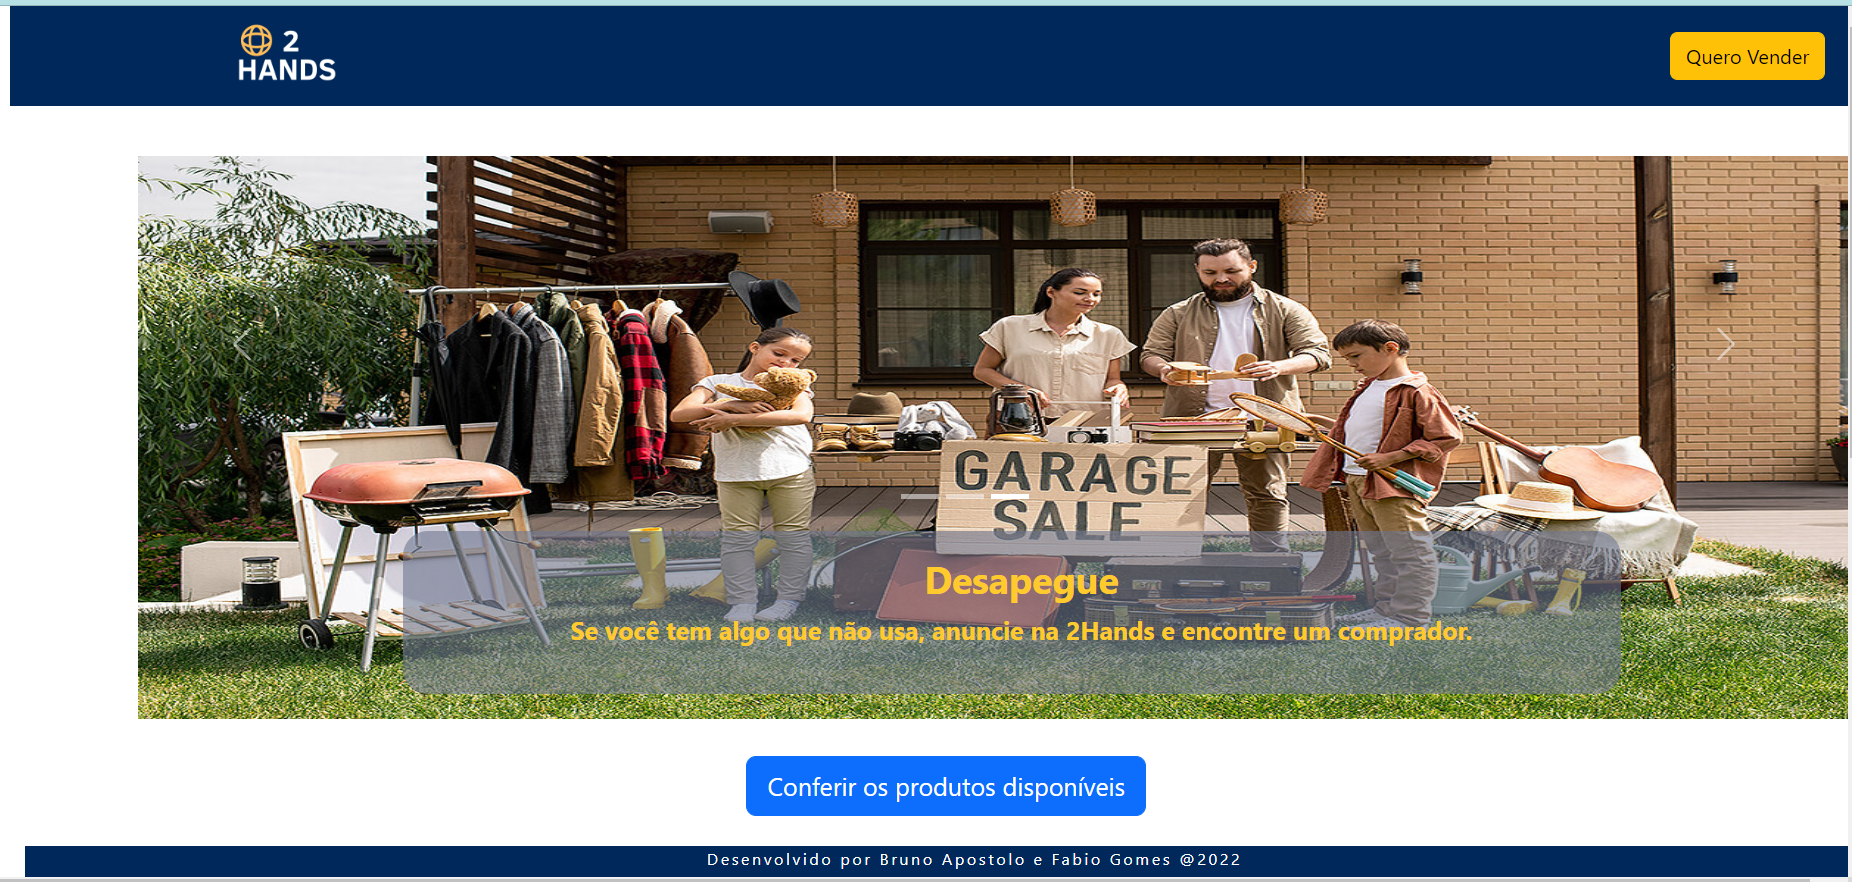 2
HANDS
Quero Vender
GARAGE
SALE
Desapegue
Se você tem algo que não usa, anuncie na 2Hands e encontre um comprador.
Conferir os produtos disponíveis
Desenvolvido por Bruno Apostolo e Fabio Gomes @2022